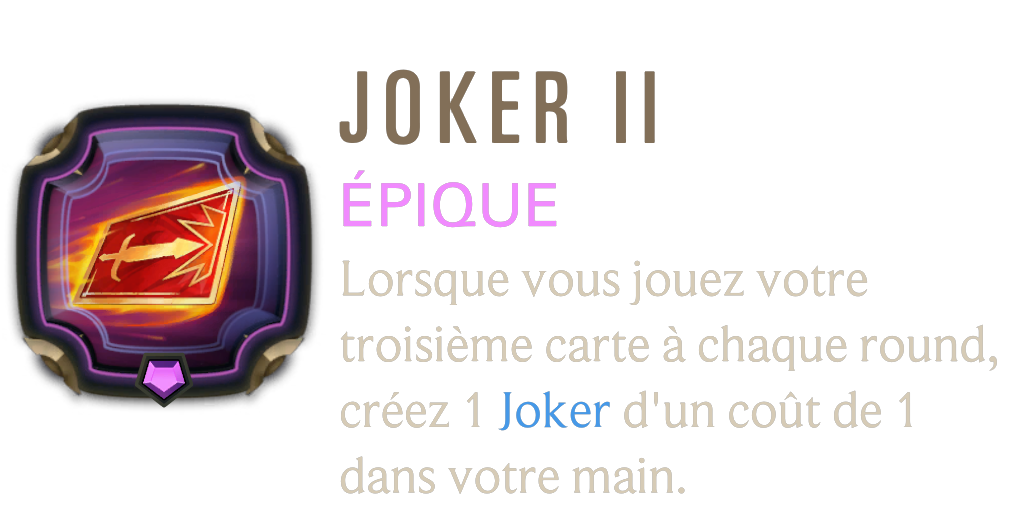 JOKER II
ÉPIQUE
Lorsque vous jouez votre
troisième carte à chaque round,
créez 1 Joker d'un coût de 1
dans votre main.